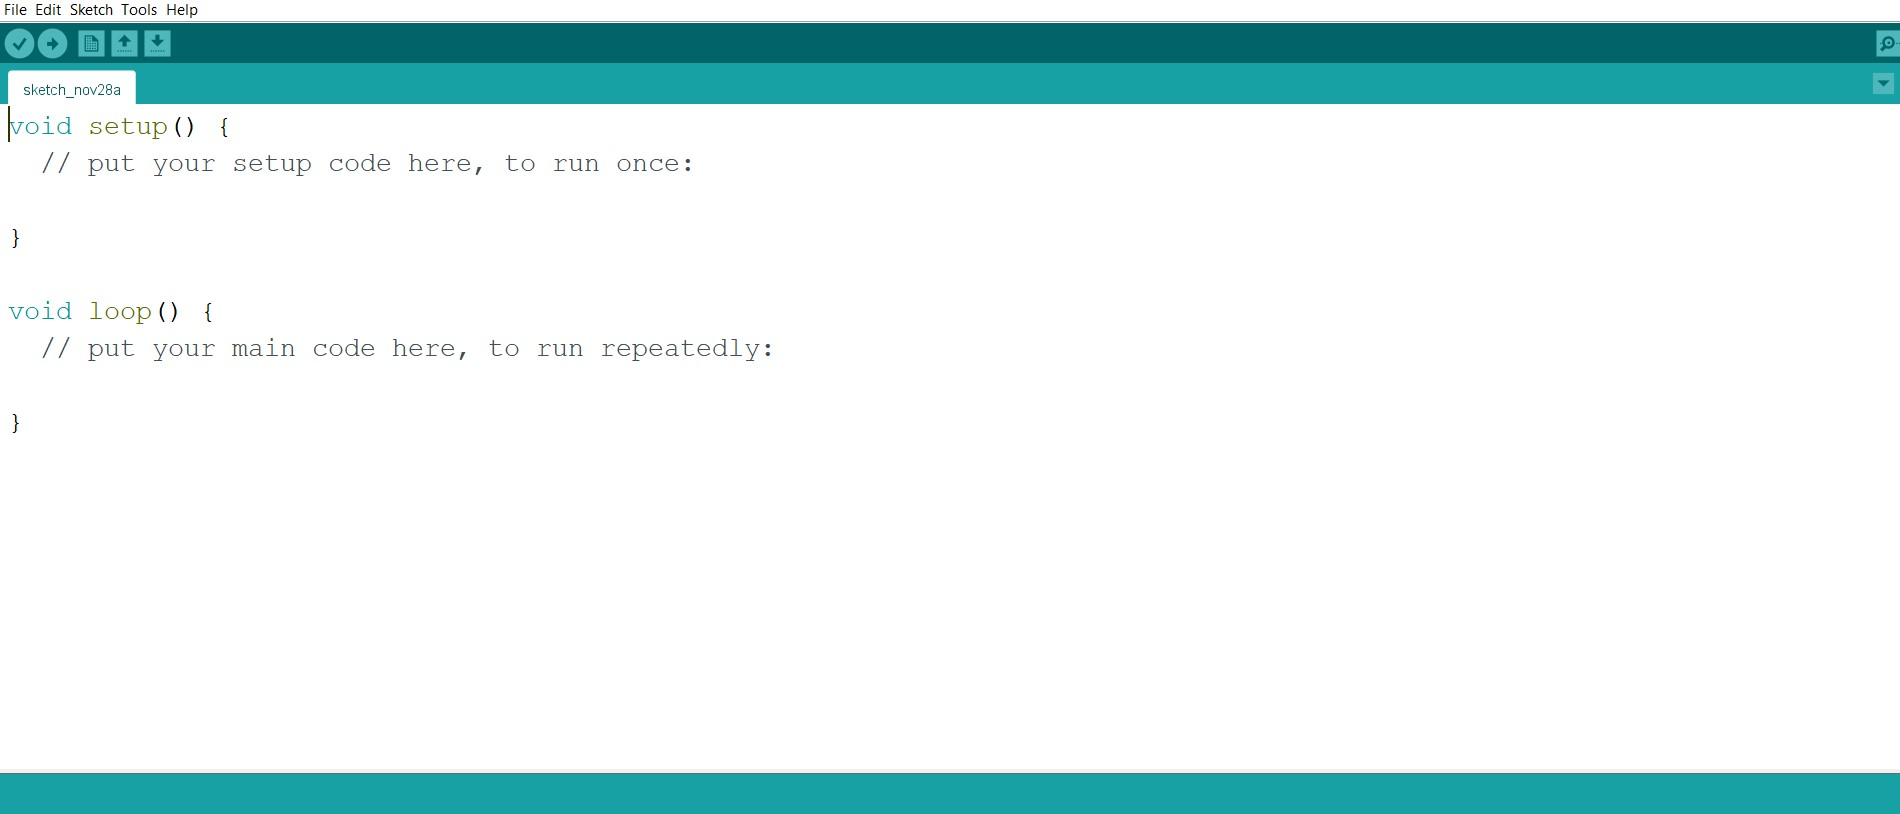 File Edit Sketch Tools Help
sketch_nov28a
void setup() {
  // put your setup code here, to run once:
}
void loop() {
  // put your main code here, to run repeatedly:
}